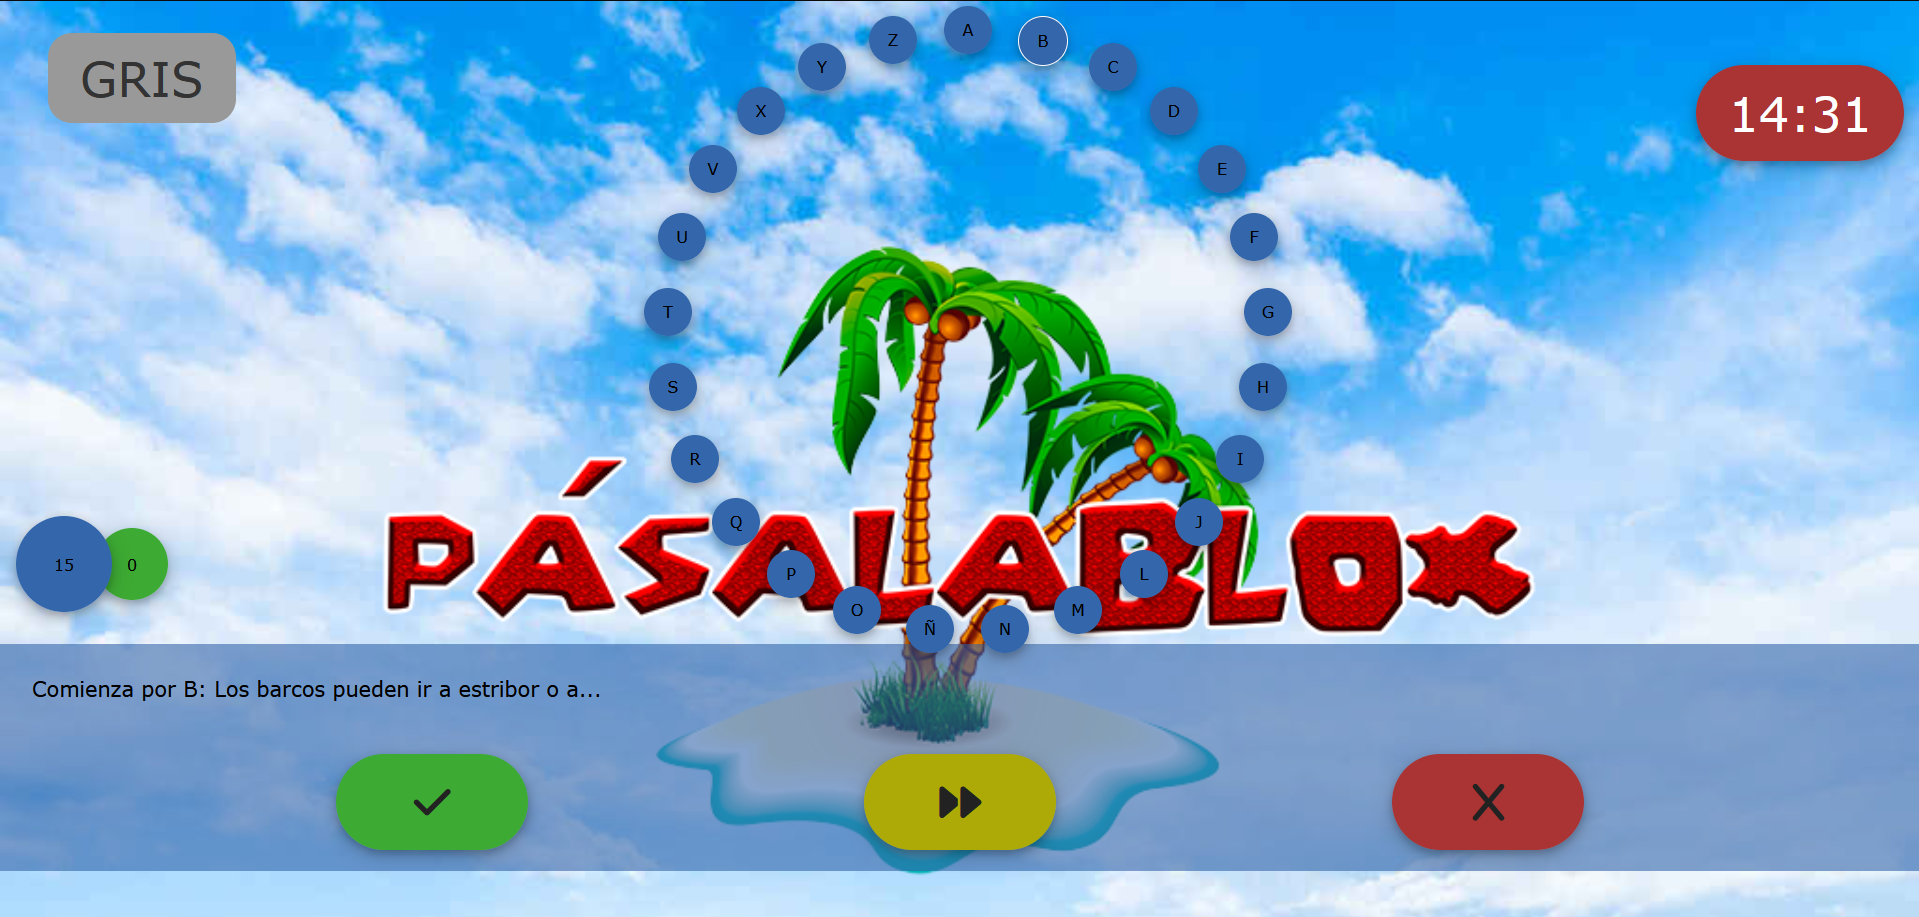 GRIS
14:31
A
B
C
D
E
F
G
H
I
J
L
M
N
Ñ
O
P
Q
R
S
T
U
V
X
Y
Z
PÁSALABLOX
15
0
Comienza por B: Los barcos pueden ir a estribor o a...